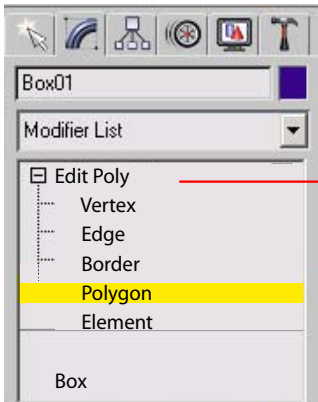 Box01
Modifier List
Edit Poly
Vertex
Edge
Border
Polygon
Element
Box